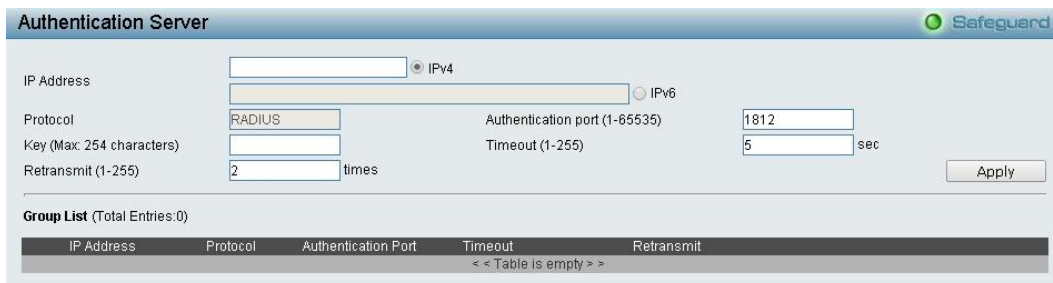 Authentication Server
Safeguard
IP Address
IPv4
IPv6
Protocol RADIUS Authentication port (1-65535) 1812
Key (Max: 254 characters) Timeout (1-255) 5 sec
Retransmit (1-255) 2 times Apply
Group List (Total Entries:0)
IP Address Protocol Authentication Port Timeout Retransmit
< < Table is empty > >